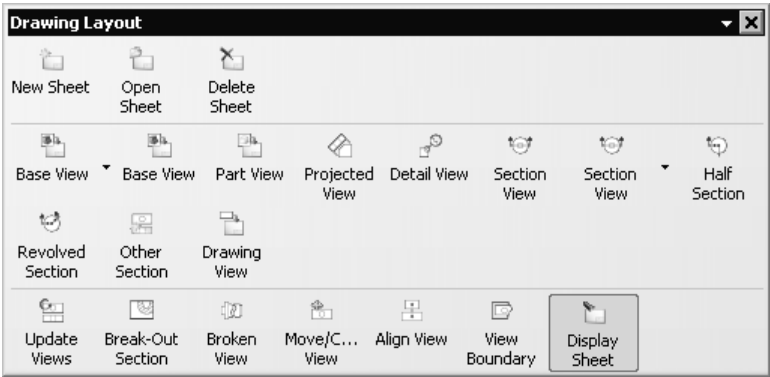 Drawing Layout
New Sheet Open Sheet Delete Sheet
Base View Base View Part View Projected View Detail View Section View Section View Half Section
Revolved Section Other Section Drawing View
Update Views Break-Out Section Broken View Move/C... View Align View View Boundary Display Sheet